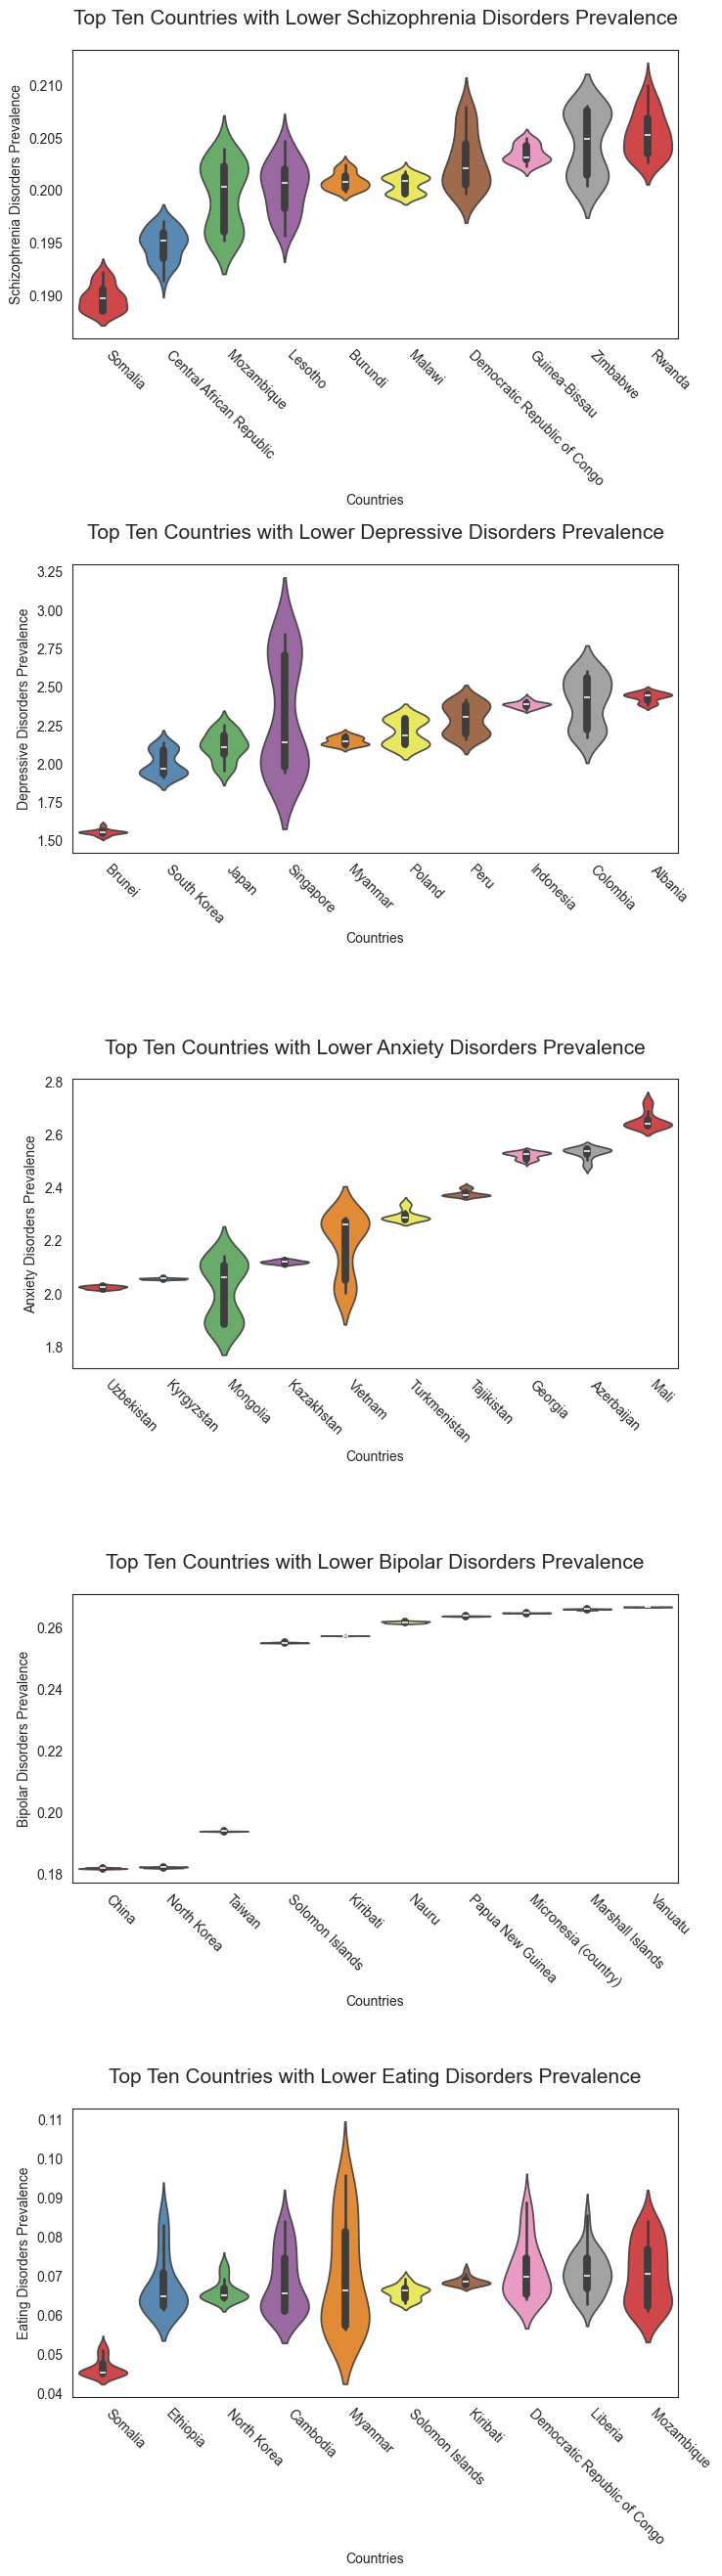 Top Ten Countries with Lower Schizophrenia Disorders Prevalence
Schizophrenia Disorders Prevalence
0.210
0.205
0.200
0.195
0.190
Somalia
Central African Republic
Mozambique
Lesotho
Burundi
Malawi
Democratic Republic of Congo
Guinea-Bissau
Zimbabwe
Rwanda
Countries
Top Ten Countries with Lower Depressive Disorders Prevalence
Depressive Disorders Prevalence
3.25
3.00
2.75
2.50
2.25
2.00
1.75
1.50
Brunei
South Korea
Japan
Singapore
Myanmar
Poland
Peru
Indonesia
Colombia
Albania
Countries
Top Ten Countries with Lower Anxiety Disorders Prevalence
Anxiety Disorders Prevalence
2.8
2.6
2.4
2.2
2.0
1.8
Uzbekistan
Kyrgyzstan
Mongolia
Kazakhstan
Vietnam
Turkmenistan
Tajikistan
Georgia
Azerbaijan
Mali
Countries
Top Ten Countries with Lower Bipolar Disorders Prevalence
Bipolar Disorders Prevalence
0.26
0.24
0.22
0.20
0.18
China
North Korea
Taiwan
Solomon Islands
Kiribati
Nauru
Papua New Guinea
Micronesia (country)
Marshall Islands
Vanuatu
Countries
Top Ten Countries with Lower Eating Disorders Prevalence
Eating Disorders Prevalence
0.11
0.10
0.09
0.08
0.07
0.06
0.05
0.04
Somalia
Ethiopia
North Korea
Cambodia
Myanmar
Solomon Islands
Kiribati
Democratic Republic of Congo
Liberia
Mozambique
Countries